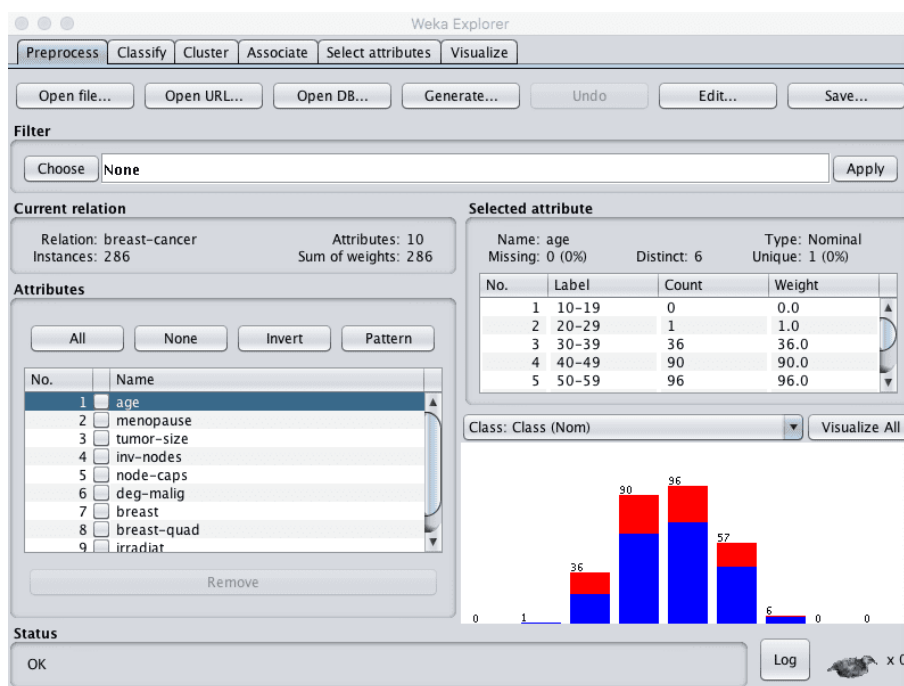 Weka Explorer
Preprocess Classify Cluster Associate Select attributes Visualize
Open file... Open URL... Open DB... Generate... Undo Edit... Save...
Filter
Choose None Apply
Current relation
Relation: breast-cancer Attributes: 10
Instances: 286 Sum of weights: 286
Attributes
All None Invert Pattern
No. Name
1 age
2 menopause
3 tumor-size
4 inv-nodes
5 node-caps
6 deg-malig
7 breast
8 breast-quad
9 irradiat
Remove
Selected attribute
Name: age Type: Nominal
Missing: 0 (0%) Distinct: 6 Unique: 1 (0%)
No. Label Count Weight
1 10-19 0 0.0
2 20-29 1 1.0
3 30-39 36 36.0
4 40-49 90 90.0
5 50-59 96 96.0
Class: Class (Nom) Visualize All
0 1 36 90 96 57 6 0 0
Status
OK
Log x 0